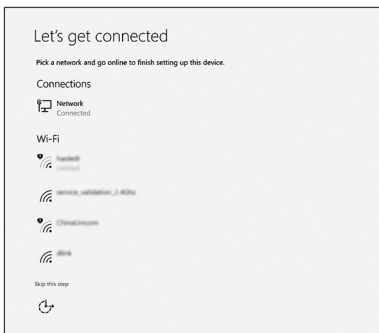 Let's get connected
Pick a network and go online to finish setting up this device.
Connections
Network
Connected
Wi-Fi
Limited
service_validation_2.4Ghz
ChinaUnicom
dlink
Skip this step